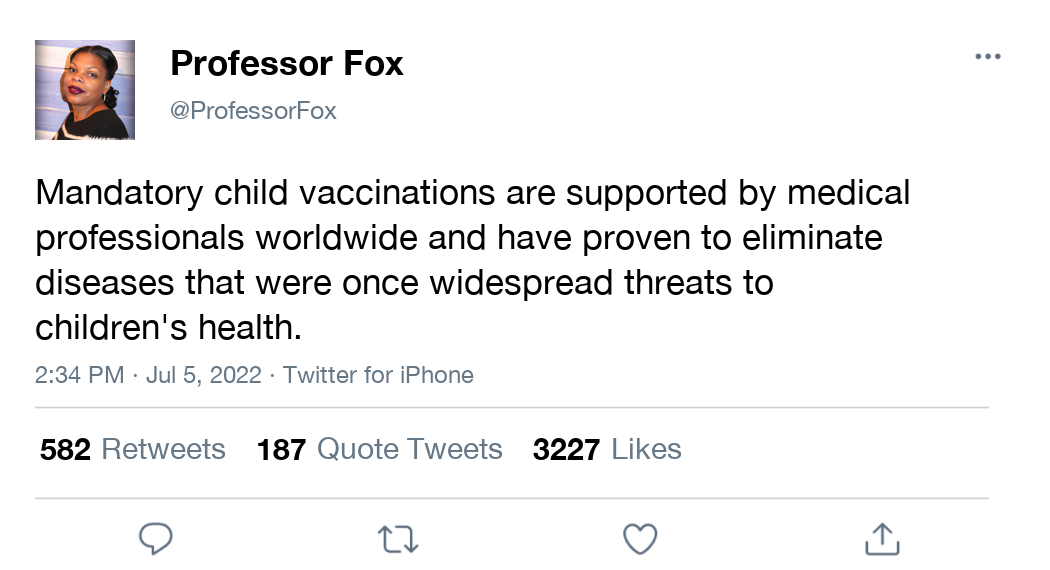 Professor Fox
@ProfessorFox
Mandatory child vaccinations are supported by medical
professionals worldwide and have proven to eliminate
diseases that were once widespread threats to
children's health.
2:34 PM · Jul 5, 2022 · Twitter for iPhone
582 Retweets 187 Quote Tweets 3227 Likes